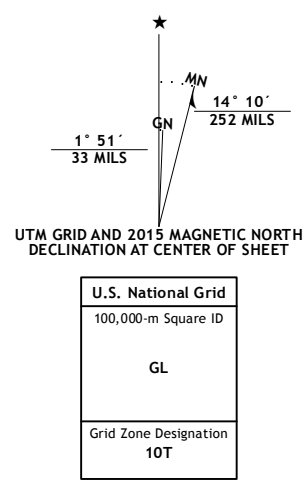 ★
MN
GN
14° 10´
252 MILS
1° 51´
33 MILS
UTM GRID AND 2015 MAGNETIC NORTH
DECLINATION AT CENTER OF SHEET
U.S. National Grid
100,000-m Square ID
GL
Grid Zone Designation
10T